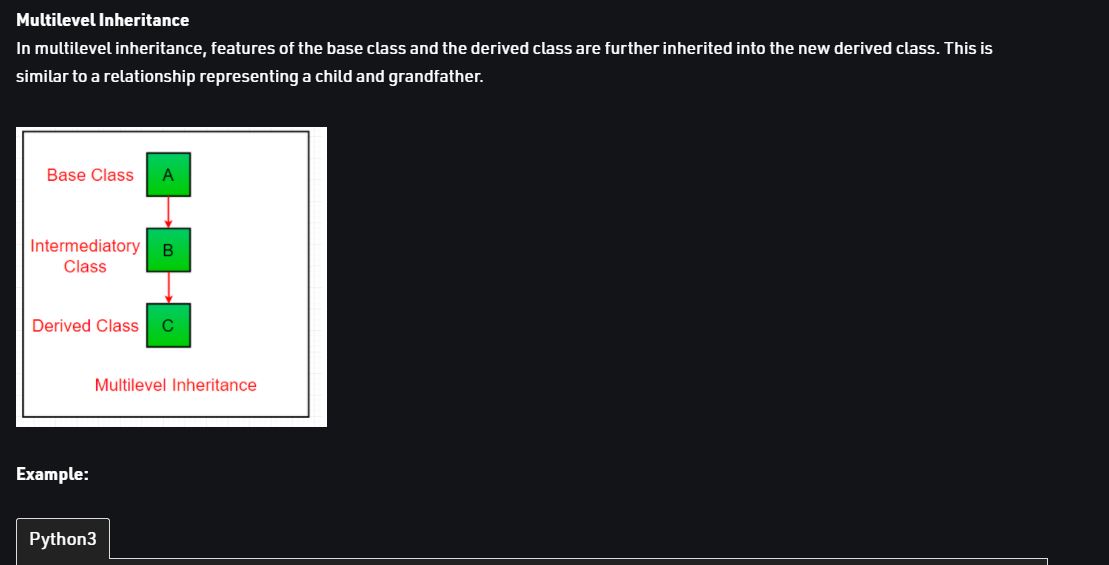 Multilevel Inheritance
In multilevel inheritance, features of the base class and the derived class are further inherited into the new derived class. This is
similar to a relationship representing a child and grandfather.
Base Class
A
Intermediatory
Class
B
Derived Class
C
Multilevel Inheritance
Example:
Python3